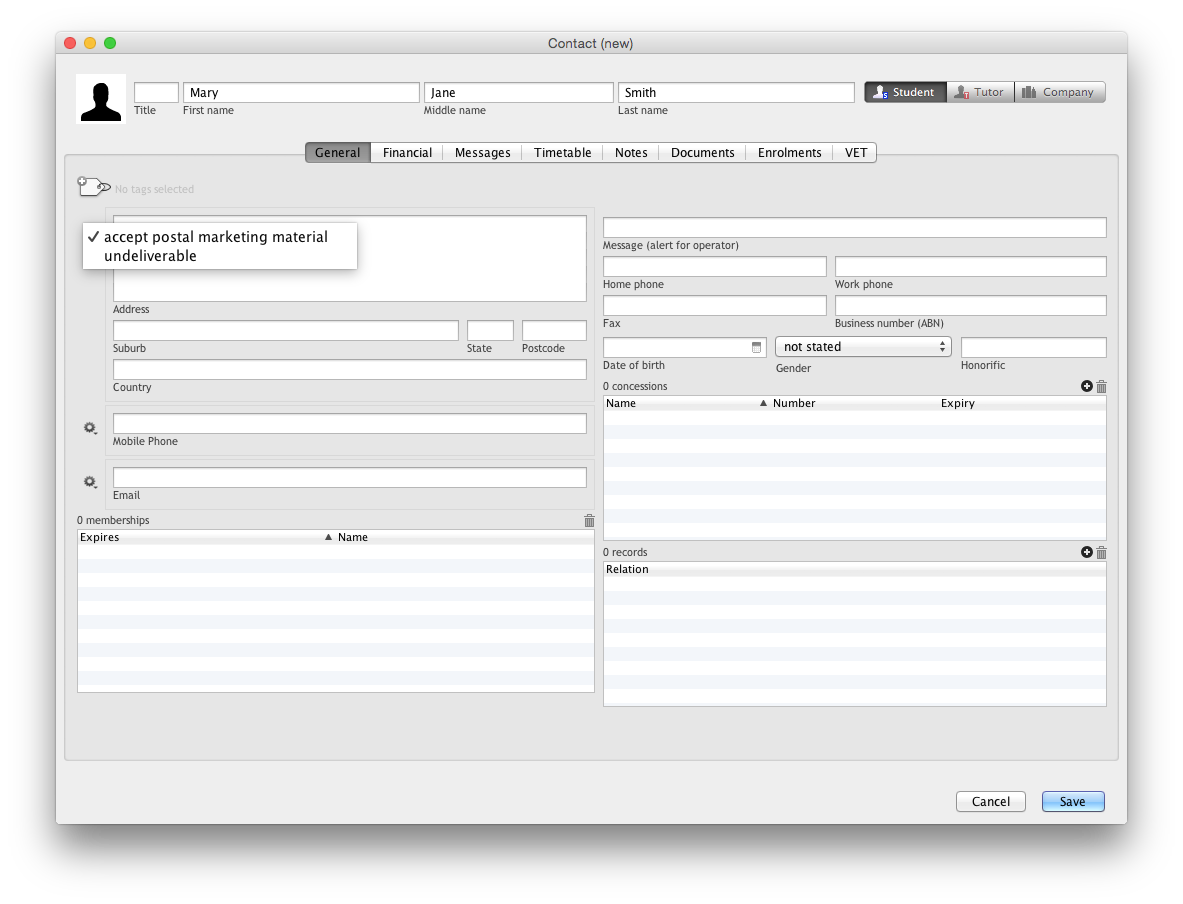 Contact (new)
Mary Jane Smith
Student Tutor Company
Title First name Middle name Last name
General Financial Messages Timetable Notes Documents Enrolments VET
No tags selected
✓ accept postal marketing material
undeliverable
Address
Suburb State Postcode
Country
Mobile Phone
Email
0 memberships
Expires ▲ Name
Message (alert for operator)
Home phone Work phone
Fax Business number (ABN)
not stated
Date of birth Gender Honorific
0 concessions
Name ▲ Number Expiry
0 records
Relation
Cancel Save